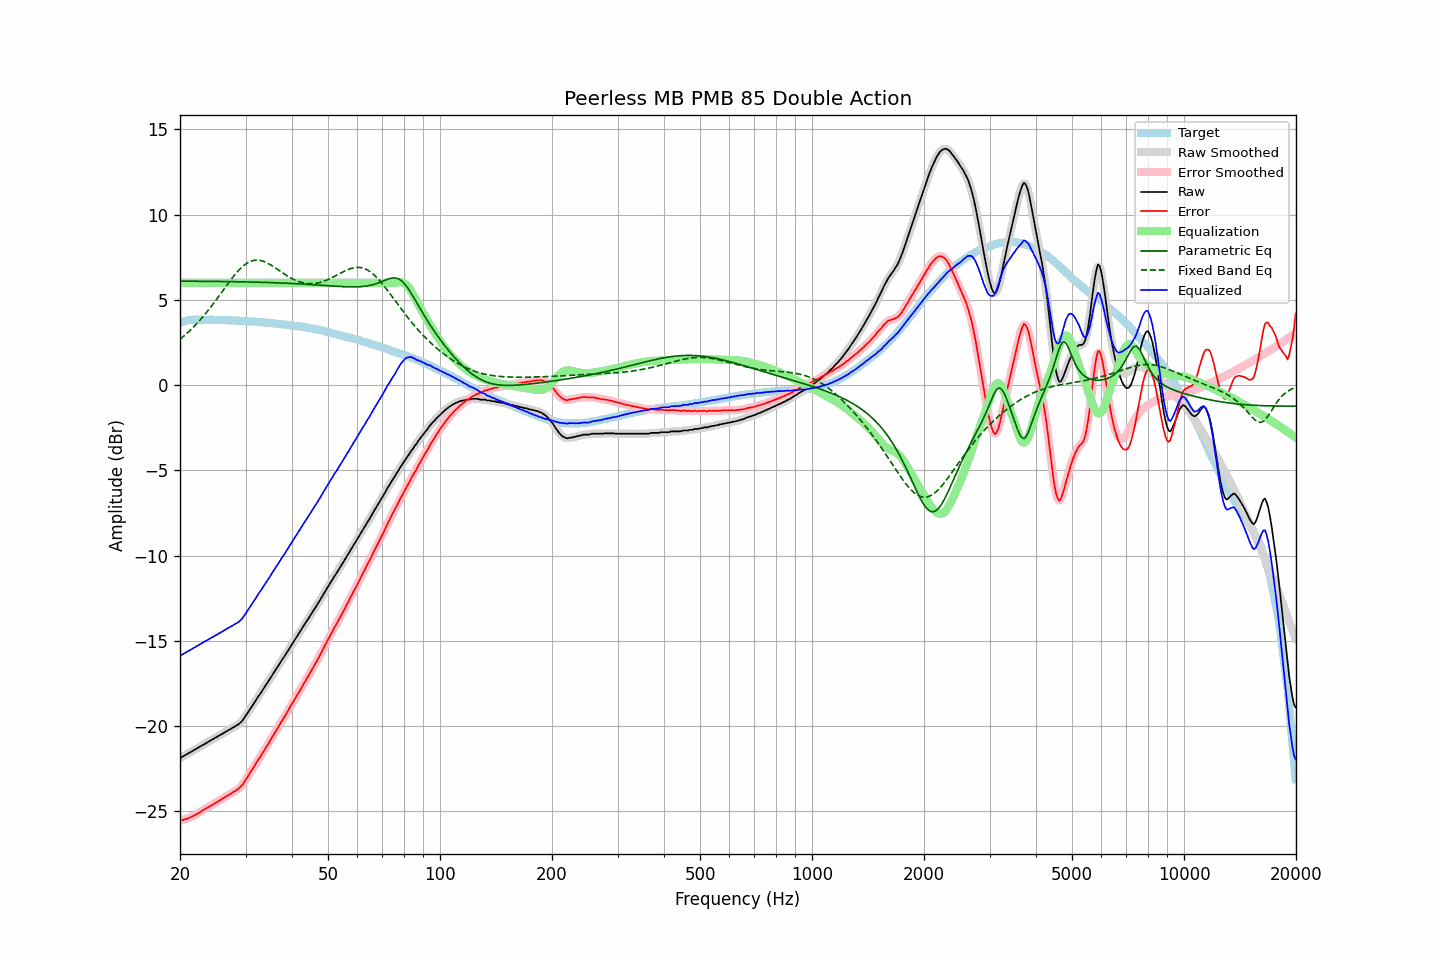 Peerless MB PMB 85 Double Action
15
10
5
0
−5
−10
−15
−20
−25
Amplitude (dBr)
20
50
100
200
500
1000
2000
5000
10000
20000
Frequency (Hz)
Target
Raw Smoothed
Error Smoothed
Raw
Error
Equalization
Parametric Eq
Fixed Band Eq
Equalized